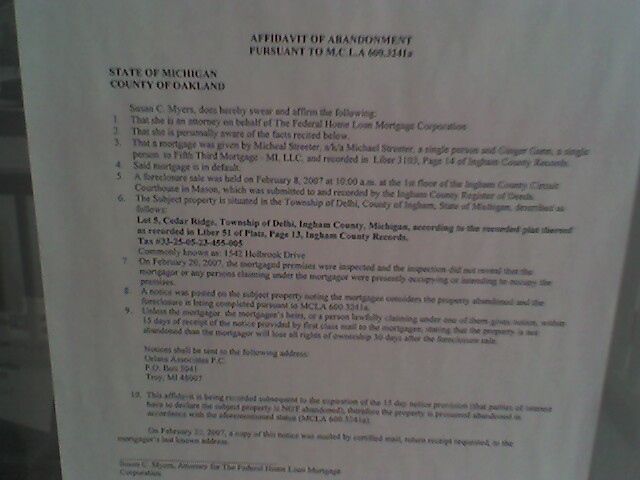 AFFIDAVIT OF ABANDONMENT
PURSUANT TO M.C.L.A 600.3241a
STATE OF MICHIGAN
COUNTY OF OAKLAND
Susan C. Myers, does hereby swear and affirm the following:
1. That she is an attorney on behalf of The Federal Home Loan Mortgage Corporation
2. That she is personally aware of the facts recited below.
3. That a mortgage was given by Micheal Streeter, a/k/a Michael Streeter, a single person and Ginger Gane, a single
person to Fifth Third Mortgage - MI, LLC, and recorded in Liber 3103, Page 14 of Ingham County Records.
4. Said mortgage is in default.
5. A foreclosure sale was held on February 8, 2007 at 10:00 a.m. at the 1st floor of the Ingham County Circuit
Courthouse in Mason, which was submitted to and recorded by the Ingham County Register of Deeds.
6. The Subject property is situated in the Township of Delhi, County of Ingham, State of Michigan, described as
follows:
Lot 5, Cedar Ridge, Township of Delhi, Ingham County, Michigan, according to the recorded plat thereof
as recorded in Liber 51 of Plats, Page 13, Ingham County Records.
Tax #33-25-05-23-455-005
Commonly known as: 1542 Holbrook Drive
7. On February 20, 2007, the mortgaged premises were inspected and the inspection did not reveal that the
mortgagor or any persons claiming under the mortgagor were presently occupying or intending to occupy the
premises.
8. A notice was posted on the subject property noting the mortgagee considers the property abandoned and the
foreclosure is being completed pursuant to MCLA 600.3241a.
9. Unless the mortgagor, the mortgagor's heirs, or a person lawfully claiming under one of them given notice, within
15 days of receipt of the notice provided by first class mail to the mortgagee, stating that the property is not
abandoned than the mortgagor will lose all rights of ownership 30 days after the foreclosure sale.
Notices shall be sent to the following address:
Orlans Associates P.C.
P.O. Box 5041
Troy, MI 48007
10. This affidavit is being recorded subsequent to the expiration of the 15 day notice provision (that parties of interest
have to declare the subject property is NOT abandoned), therefore the property is presumed abandoned in
accordance with the aforementioned status (MCLA 600.3241a).
On February 21, 2007, a copy of this notice was mailed by certified mail, return receipt requested, to the
mortgagor's last known address.
Susan C. Myers, Attorney for The Federal Home Loan Mortgage
Corporation